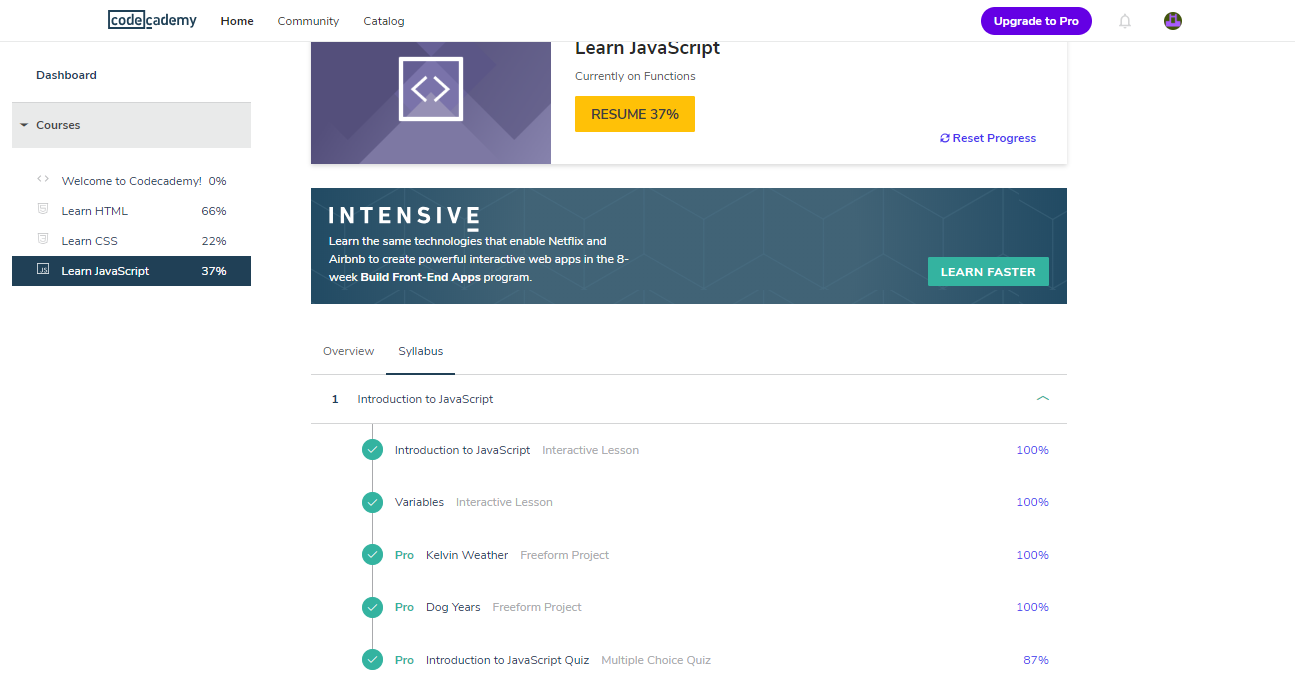 codecademy Home Community Catalog Upgrade to Pro
Dashboard
Courses
Welcome to Codecademy! 0%
Learn HTML 66%
Learn CSS 22%
JS Learn JavaScript 37%
Learn JavaScript
Currently on Functions
RESUME 37%
Reset Progress
INTENSIVE
Learn the same technologies that enable Netflix and
Airbnb to create powerful interactive web apps in the 8-
week Build Front-End Apps program.
LEARN FASTER
Overview Syllabus
1 Introduction to JavaScript
Introduction to JavaScript Interactive Lesson 100%
Variables Interactive Lesson 100%
Pro Kelvin Weather Freeform Project 100%
Pro Dog Years Freeform Project 100%
Pro Introduction to JavaScript Quiz Multiple Choice Quiz 87%